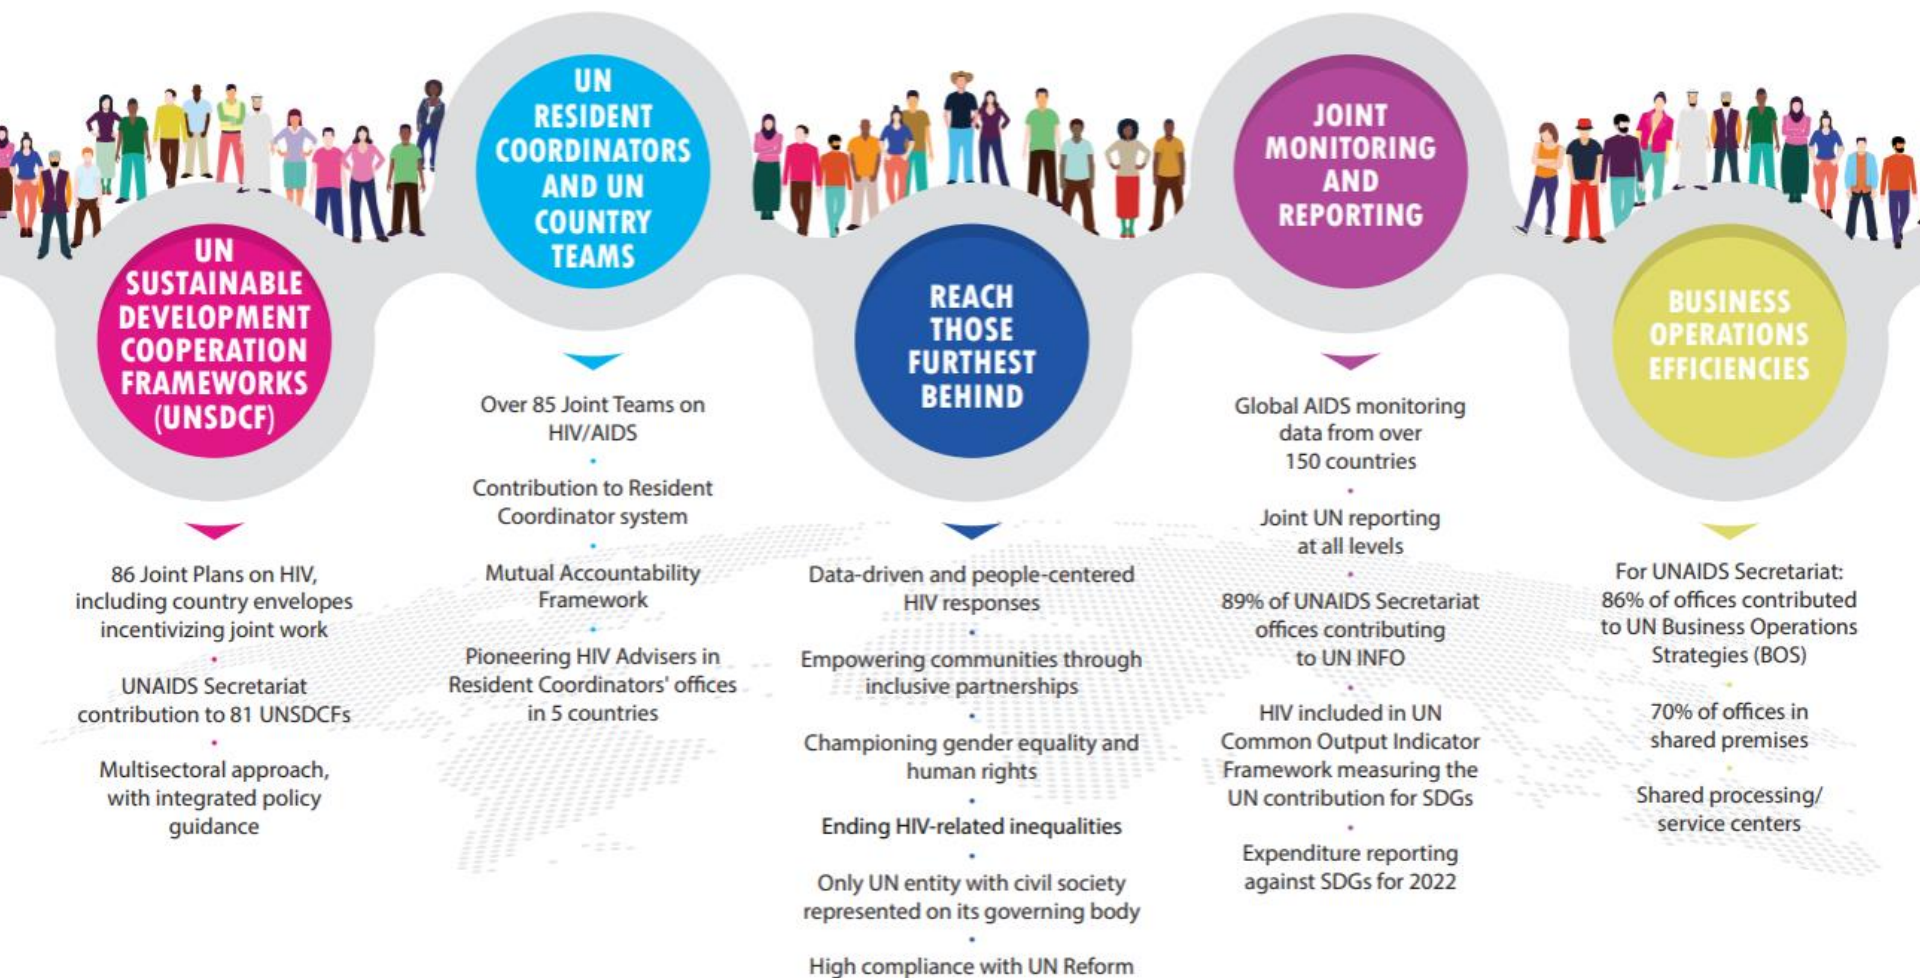 UN
SUSTAINABLE
DEVELOPMENT
COOPERATION
FRAMEWORKS
(UNSDCF)
86 Joint Plans on HIV,
including country envelopes
incentivizing joint work
•
UNAIDS Secretariat
contribution to 81 UNSDCFs
•
Multisectoral approach,
with integrated policy
guidance
UN
RESIDENT
COORDINATORS
AND UN
COUNTRY
TEAMS
Over 85 Joint Teams on
HIV/AIDS
•
Contribution to Resident
Coordinator system
•
Mutual Accountability
Framework
•
Pioneering HIV Advisers in
Resident Coordinators' offices
in 5 countries
REACH
THOSE
FURTHEST
BEHIND
Data-driven and people-centered
HIV responses
•
Empowering communities through
inclusive partnerships
•
Championing gender equality and
human rights
•
Ending HIV-related inequalities
•
Only UN entity with civil society
represented on its governing body
•
High compliance with UN Reform
JOINT
MONITORING
AND
REPORTING
Global AIDS monitoring
data from over
150 countries
•
Joint UN reporting
at all levels
•
89% of UNAIDS Secretariat
offices contributing
to UN INFO
•
HIV included in UN
Common Output Indicator
Framework measuring the
UN contribution for SDGs
•
Expenditure reporting
against SDGs for 2022
BUSINESS
OPERATIONS
EFFICIENCIES
For UNAIDS Secretariat:
86% of offices contributed
to UN Business Operations
Strategies (BOS)
•
70% of offices in
shared premises
•
Shared processing/
service centers